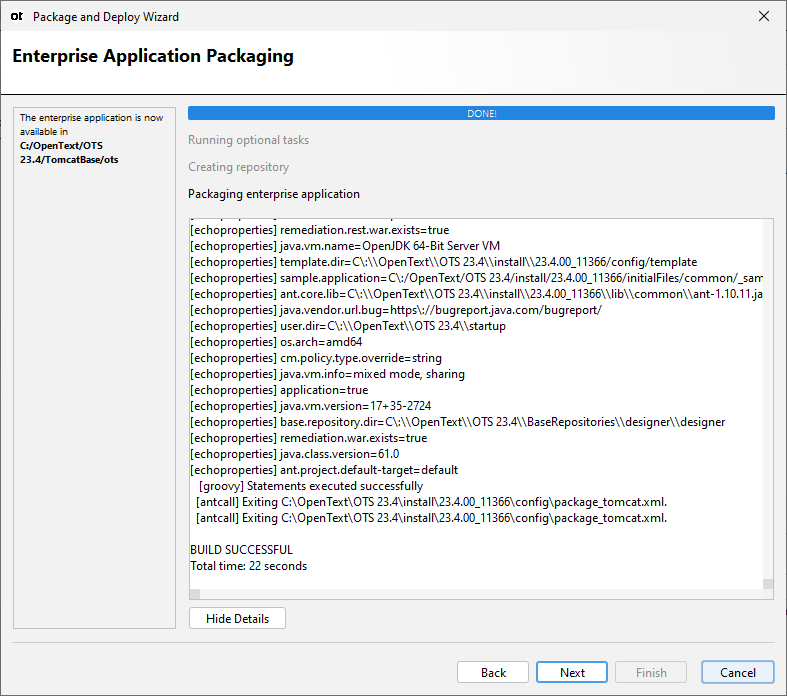 ot Package and Deploy Wizard
Enterprise Application Packaging
The enterprise application is now
available in
C:/OpenText/OTS
23.4/TomcatBase/ots
DONE!
Running optional tasks
Creating repository
Packaging enterprise application
[echoproperties] remediation.rest.war.exists=true
[echoproperties] java.vm.name=OpenJDK 64-Bit Server VM
[echoproperties] template.dir=C\:\\OpenText\\OTS 23.4\\install\\23.4.00_11366/config/template
[echoproperties] sample.application=C\:/OpenText/OTS 23.4/install/23.4.00_11366/initialFiles/common/_sam
[echoproperties] ant.core.lib=C\:\\OpenText\\OTS 23.4\\install\\23.4.00_11366\\lib\\common\\ant-1.10.11.ja
[echoproperties] java.vendor.url.bug=https\://bugreport.java.com/bugreport/
[echoproperties] user.dir=C\:\\OpenText\\OTS 23.4\\startup
[echoproperties] os.arch=amd64
[echoproperties] cm.policy.type.override=string
[echoproperties] java.vm.info=mixed mode, sharing
[echoproperties] application=true
[echoproperties] java.vm.version=17+35-2724
[echoproperties] base.repository.dir=C\:\\OpenText\\OTS 23.4\\BaseRepositories\\designer\\designer
[echoproperties] remediation.war.exists=true
[echoproperties] java.class.version=61.0
[echoproperties] ant.project.default-target=default
[groovy] Statements executed successfully
[antcall] Exiting C:\OpenText\OTS 23.4\install\23.4.00_11366\config\package_tomcat.xml.
[antcall] Exiting C:\OpenText\OTS 23.4\install\23.4.00_11366\config\package_tomcat.xml.
BUILD SUCCESSFUL
Total time: 22 seconds
Hide Details
Back Next Finish Cancel